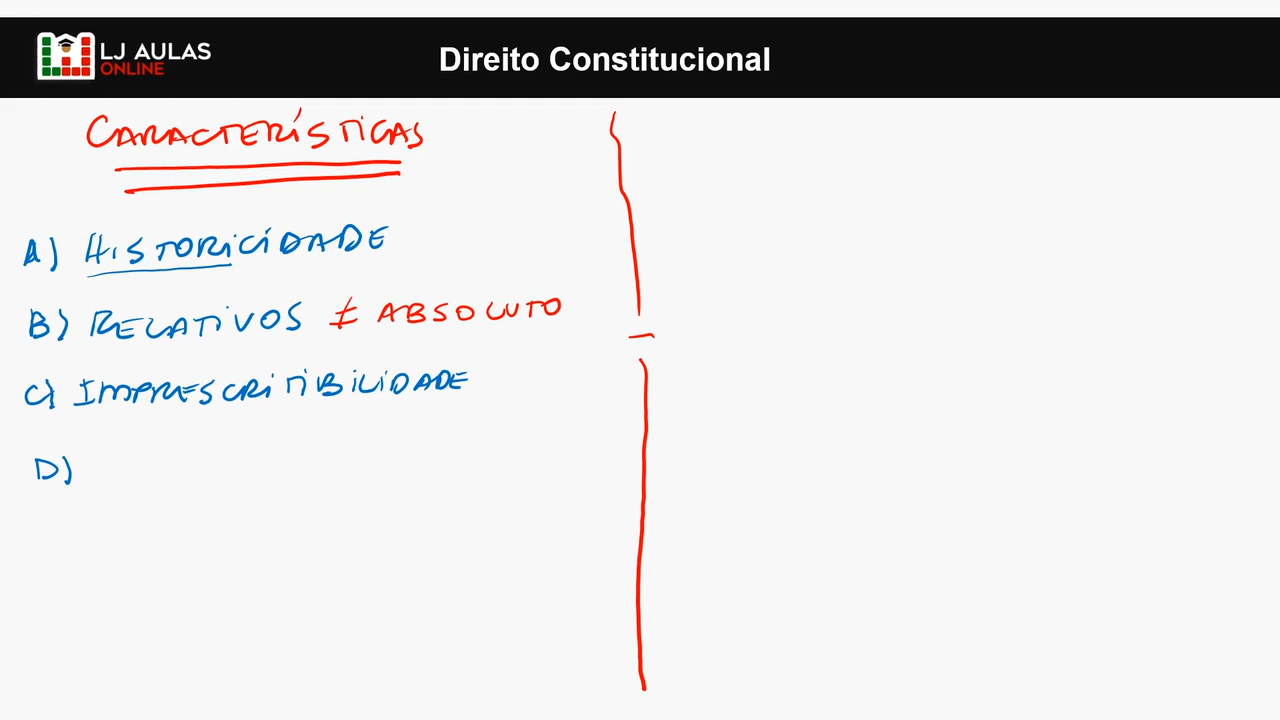 LJ AULAS
ONLINE
Direito Constitucional
CARACTERÍSTICAS
A) HISTORICIDADE
B) RELATIVOS ≠ ABSOLUTO
C) IMPRESCRITIBILIDADE
D)